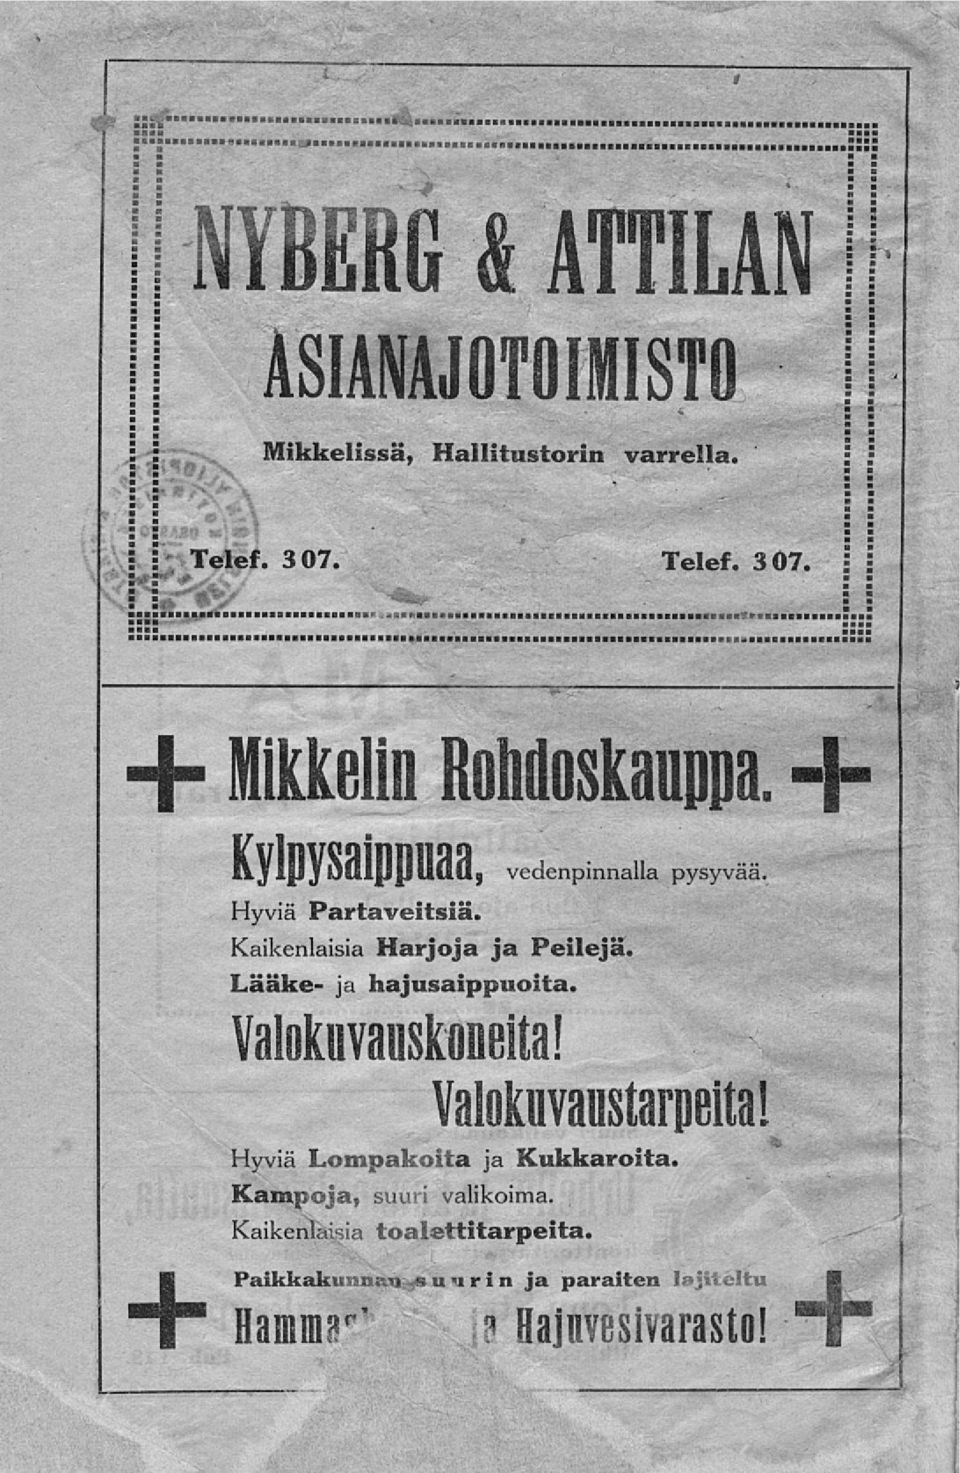 NYBERG & ATTILAN
ASIANAJOTOIMISTO
Mikkelissä, Hallitustorin varrella.
Telef. 307. Telef. 307.
Mikkelin Rohdoskauppa.
Kylpysaippuaa, vedenpinnalla pysyvää.
Hyviä Partaveitsiä.
Kaikenlaisia Harjoja ja Peilejä.
Lääke- ja hajusaippuoita.
Valokuvauskoneita!
Valokuvaustarpeita!
Hyviä Lompakoita ja Kukkaroita.
Kampoja, suuri valikoima.
Kaikenlaisia toalettitarpeita.
Paikkakunnan suurin ja paraiten lajiteltu
ja Hajuvesivarasto!